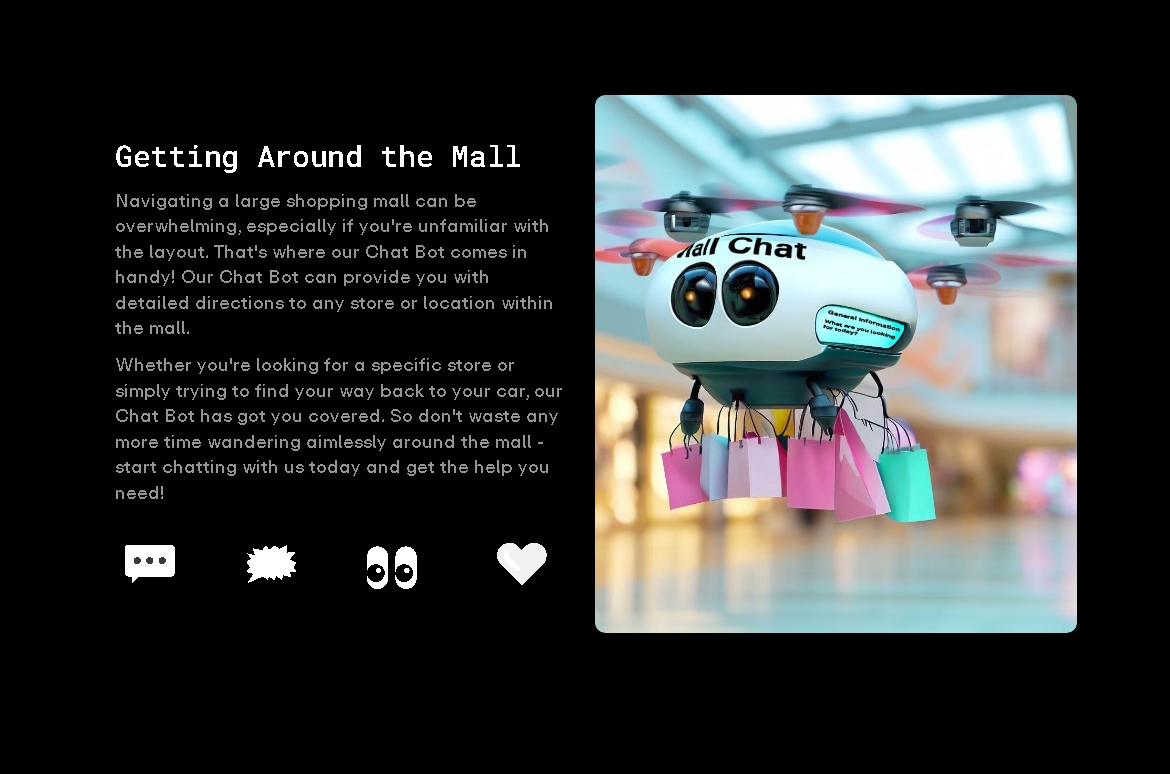 Getting Around the Mall
Navigating a large shopping mall can be
overwhelming, especially if you're unfamiliar with
the layout. That's where our Chat Bot comes in
handy! Our Chat Bot can provide you with
detailed directions to any store or location within
the mall.
Whether you're looking for a specific store or
simply trying to find your way back to your car, our
Chat Bot has got you covered. So don't waste any
more time wandering aimlessly around the mall -
start chatting with us today and get the help you
need!
Mall Chat
General Information
What are you looking
for today?